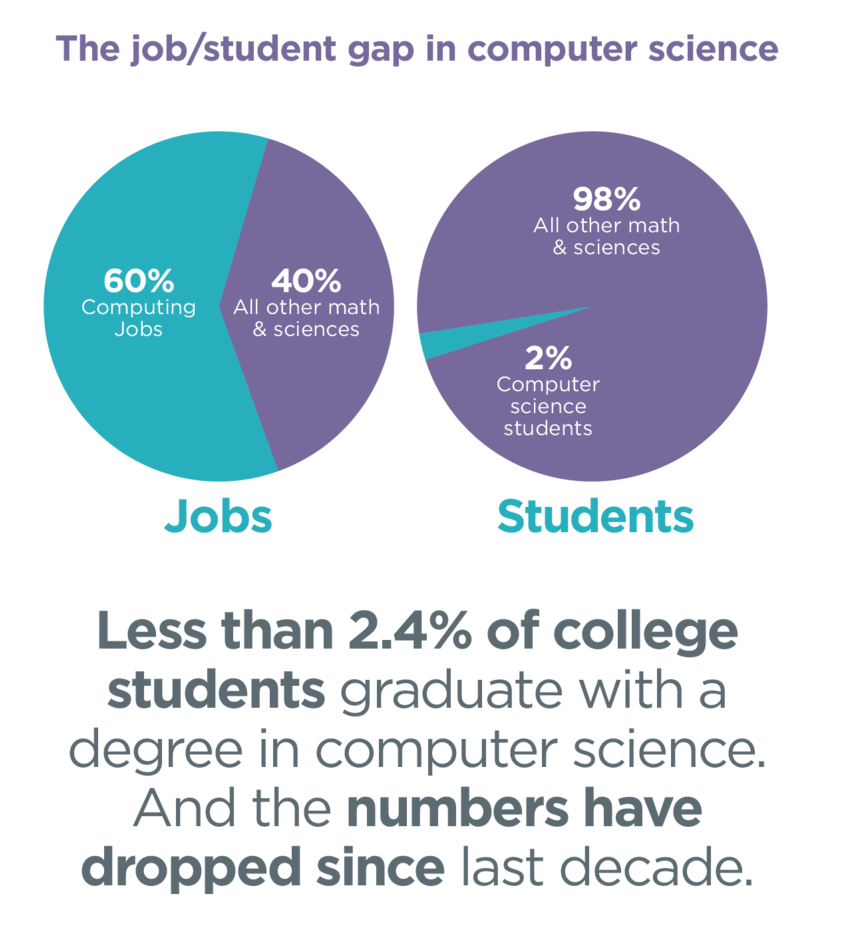 The job/student gap in computer science
60%
Computing
Jobs
40%
All other math
& sciences
Jobs
98%
All other math
& sciences
2%
Computer
science
students
Students
Less than 2.4% of college
students graduate with a
degree in computer science.
And the numbers have
dropped since last decade.